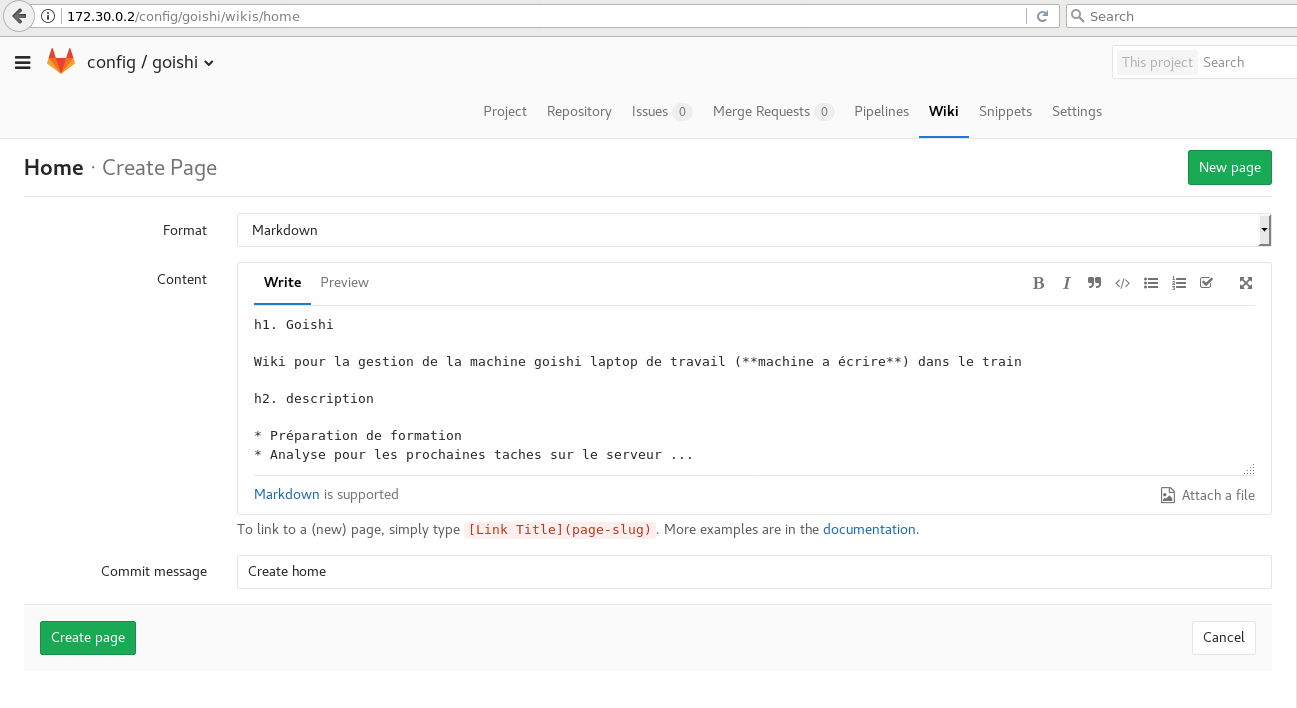 172.30.0.2/config/goishi/wikis/home
Search
config / goishi
This project Search
Project Repository Issues 0 Merge Requests 0 Pipelines Wiki Snippets Settings
Home · Create Page
New page
Format
Markdown
Content
Write Preview
h1. Goishi
Wiki pour la gestion de la machine goishi laptop de travail (**machine a écrire**) dans le train
h2. description
* Préparation de formation
* Analyse pour les prochaines taches sur le serveur ...
Markdown is supported
Attach a file
To link to a (new) page, simply type [Link Title](page-slug). More examples are in the documentation.
Commit message
Create home
Create page
Cancel